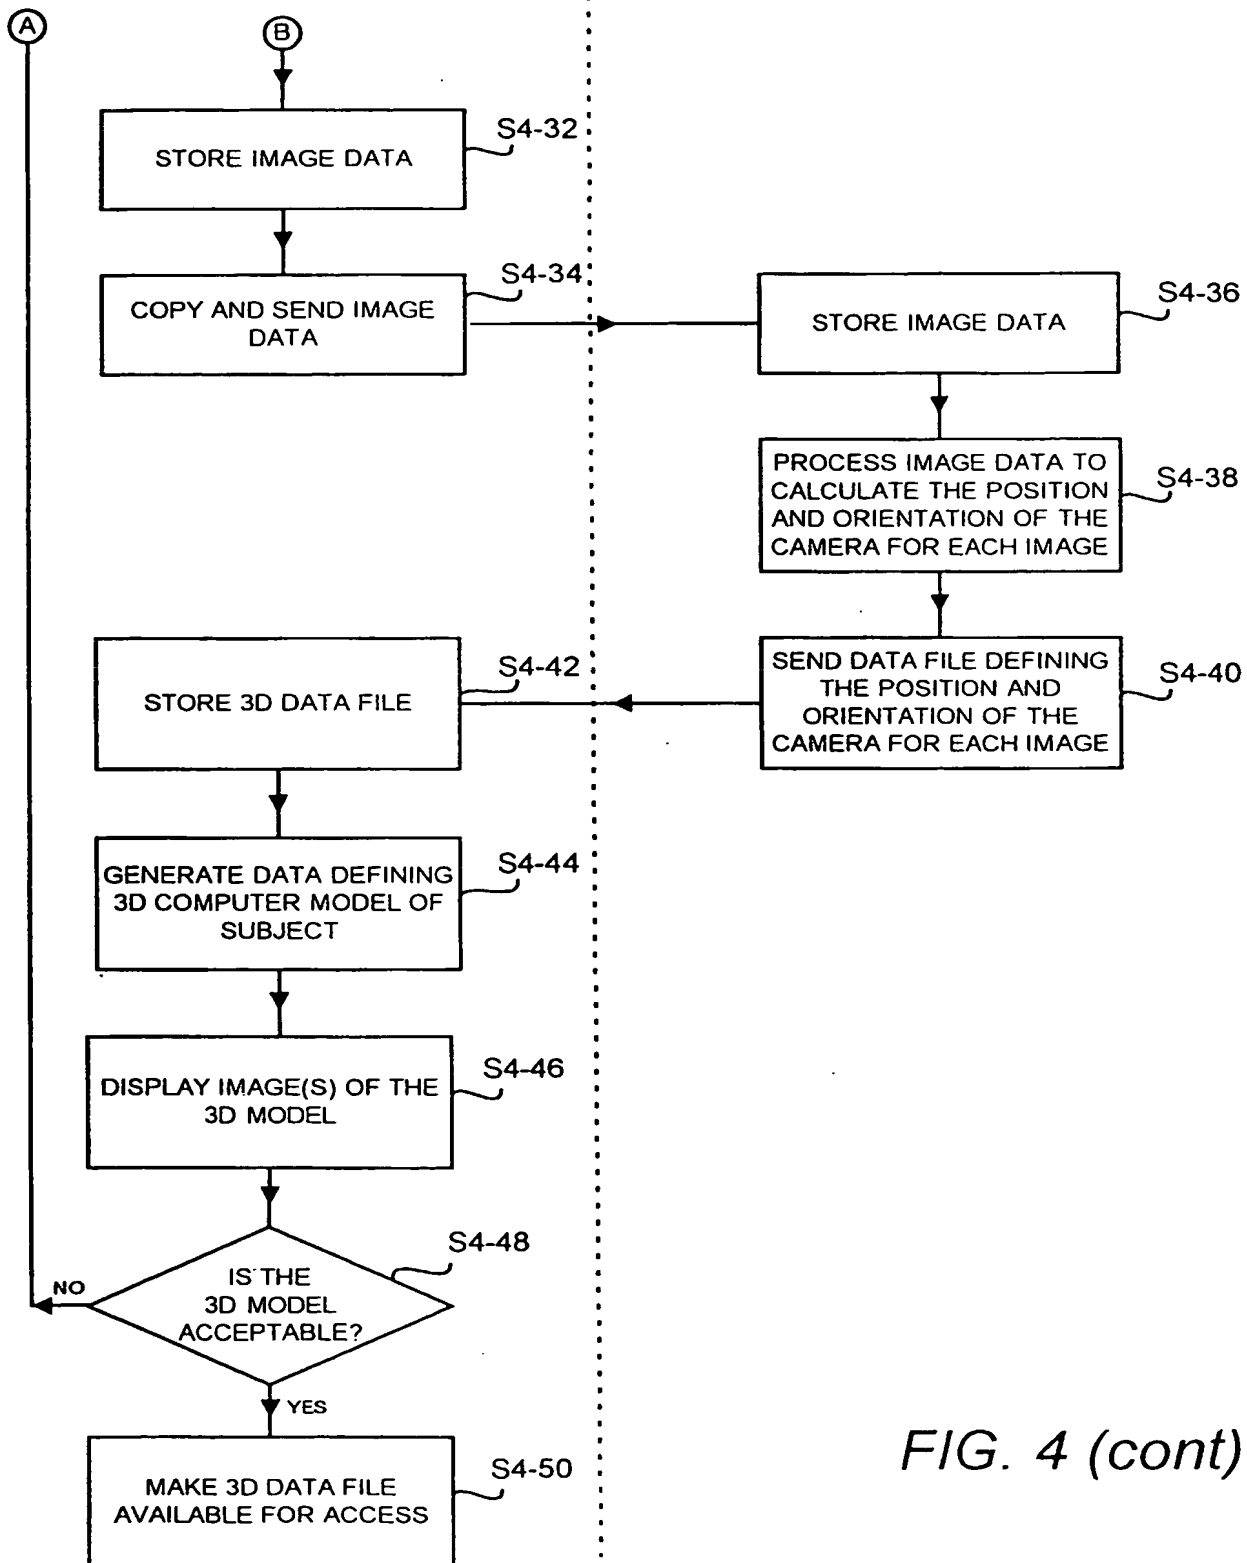 A
B
STORE IMAGE DATA
S4-32
COPY AND SEND IMAGE
DATA
S4-34
STORE IMAGE DATA
S4-36
PROCESS IMAGE DATA TO
CALCULATE THE POSITION
AND ORIENTATION OF THE
CAMERA FOR EACH IMAGE
S4-38
SEND DATA FILE DEFINING
THE POSITION AND
ORIENTATION OF THE
CAMERA FOR EACH IMAGE
S4-40
STORE 3D DATA FILE
S4-42
GENERATE DATA DEFINING
3D COMPUTER MODEL OF
SUBJECT
S4-44
DISPLAY IMAGE(S) OF THE
3D MODEL
S4-46
IS THE
3D MODEL
ACCEPTABLE?
S4-48
NO
YES
MAKE 3D DATA FILE
AVAILABLE FOR ACCESS
S4-50
FIG. 4 (cont)